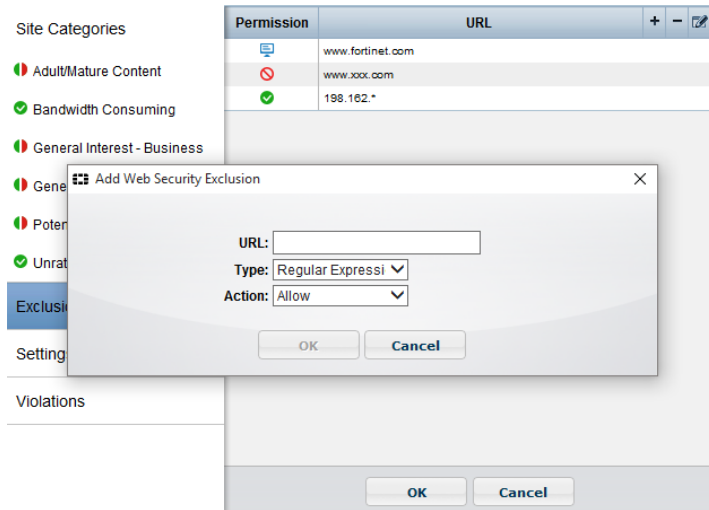 Site Categories
Adult/Mature Content
Bandwidth Consuming
General Interest - Business
Gene
Poten
Unrat
Exclusi
Setting
Violations
Permission URL + -
www.fortinet.com
www.xxx.com
198.162.*
Add Web Security Exclusion
URL:
Type: Regular Expressi
Action: Allow
OK Cancel
OK Cancel